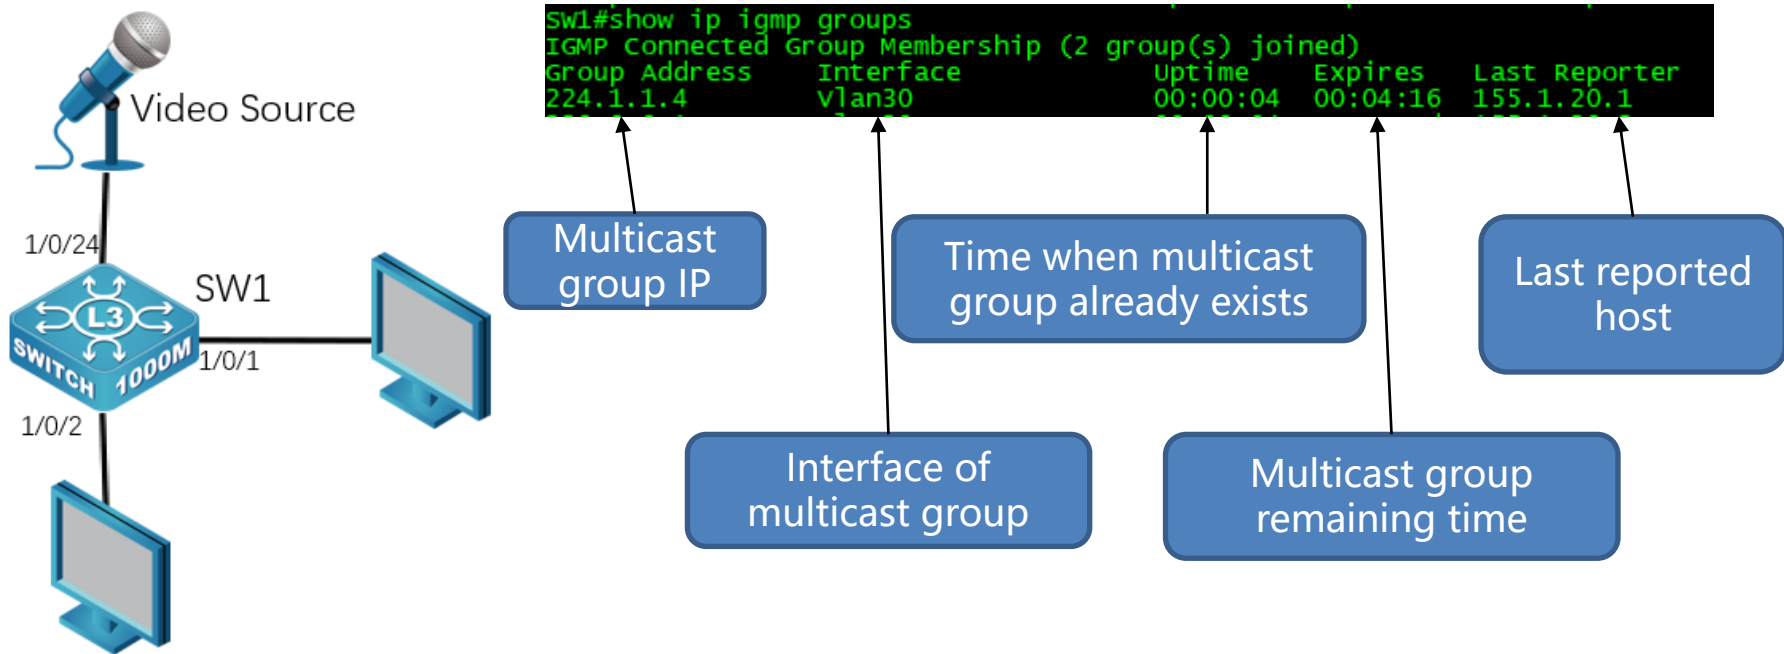 SW1#show ip igmp groups
IGMP Connected Group Membership (2 group(s) joined)
Group Address Interface Uptime Expires Last Reporter
224.1.1.4 Vlan30 00:00:04 00:04:16 155.1.20.1
Video Source
1/0/24
SW1
L3
SWITCH 1000M
1/0/1
1/0/2
Multicast
group IP
Time when multicast
group already exists
Last reported
host
Interface of
multicast group
Multicast group
remaining time